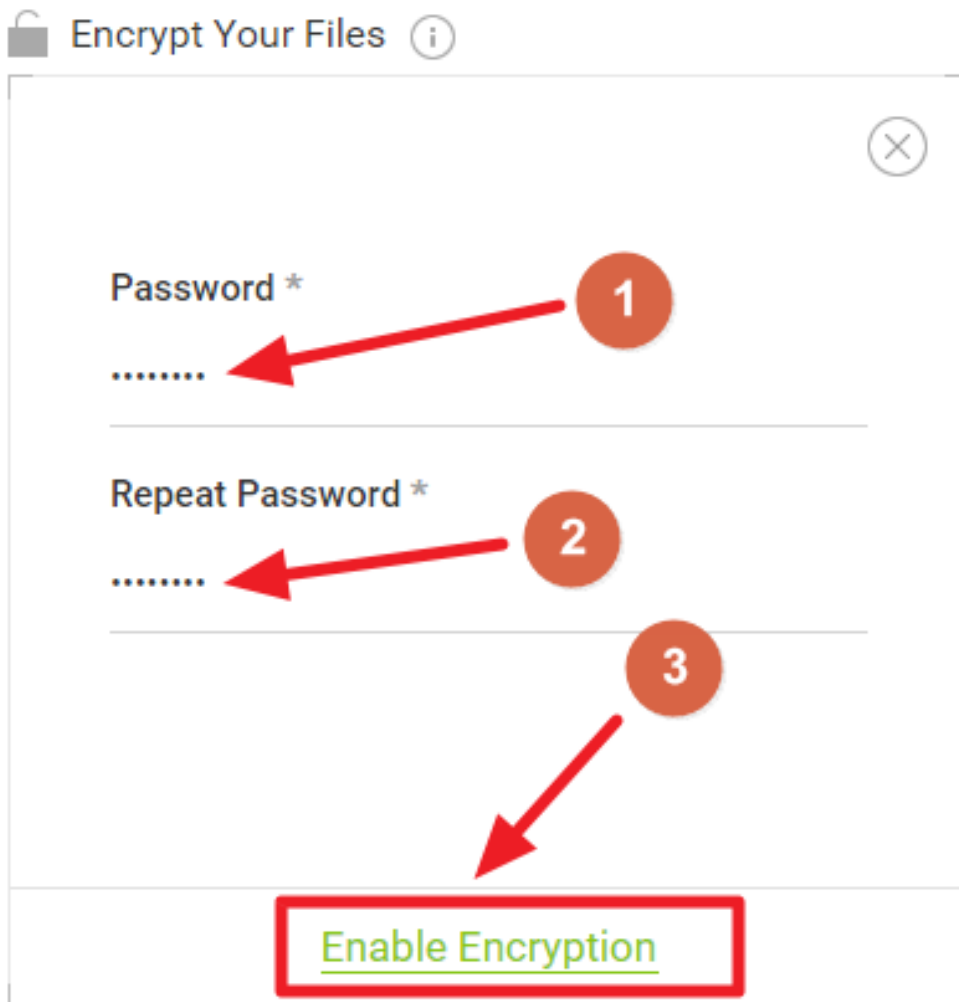 Encrypt Your Files i
Password *
1
........
Repeat Password *
2
........
3
Enable Encryption